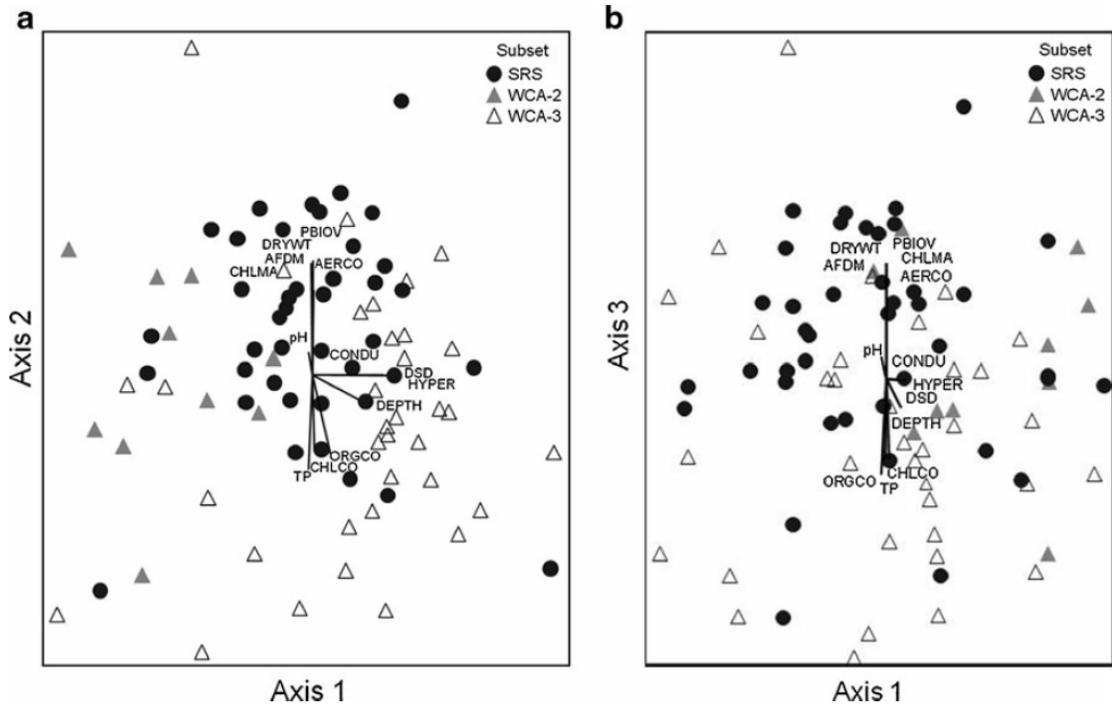 a
Subset
SRS
WCA-2
WCA-3
PBIOV
DRYWT
AFDM
AERCO
CHLMA
pH
CONDU
DSD
HYPER
DEPTH
ORGCO
CHLCO
TP
Axis 2
Axis 1
b
Subset
SRS
WCA-2
WCA-3
DRYWT
PBIOV
AFDM
CHLMA
AERCO
pH
CONDU
HYPER
DSD
DEPTH
ORGCO
CHLCO
TP
Axis 3
Axis 1